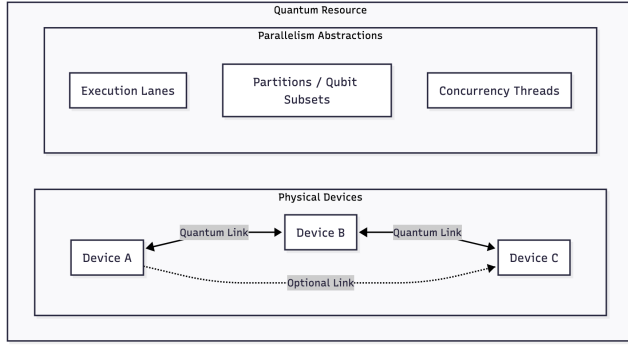 Quantum Resource
Parallelism Abstractions
Execution Lanes
Partitions / Qubit
Subsets
Concurrency Threads
Physical Devices
Quantum Link
Device B
Quantum Link
Device A
Device C
Optional Link